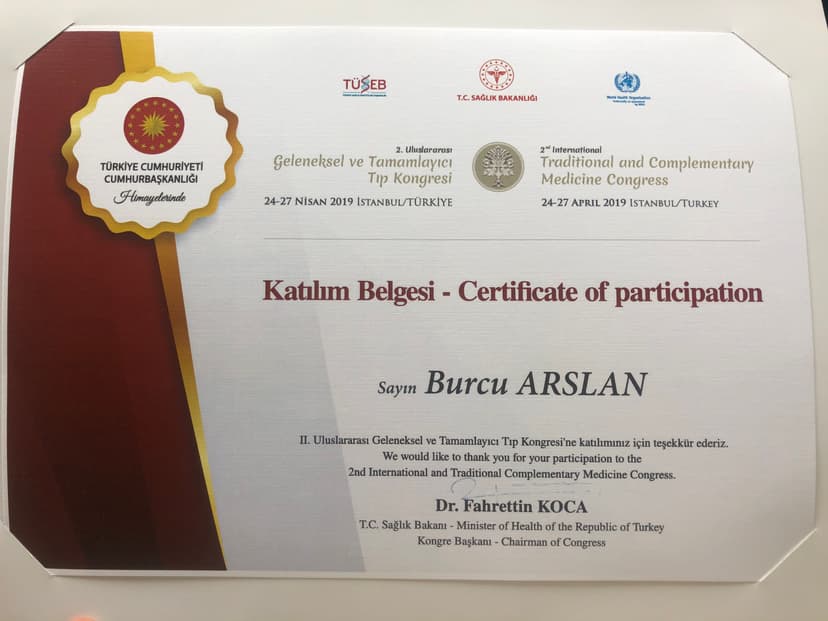 TÜSEB
T.C. SAĞLIK BAKANLIĞI
World Health Organization
TÜRKİYE CUMHURİYETİ
CUMHURBAŞKANLIĞI
Himayelerinde
2. Uluslararası
Geleneksel ve Tamamlayıcı
Tıp Kongresi
24-27 NİSAN 2019 İSTANBUL/TÜRKİYE
2nd International
Traditional and Complementary
Medicine Congress
24-27 APRIL 2019 ISTANBUL/TURKEY
Katılım Belgesi - Certificate of participation
Sayın Burcu ARSLAN
II. Uluslararası Geleneksel ve Tamamlayıcı Tıp Kongresi'ne katılımınız için teşekkür ederiz.
We would like to thank you for your participation to the
2nd International and Traditional Complementary Medicine Congress.
Dr. Fahrettin KOCA
T.C. Sağlık Bakanı - Minister of Health of the Republic of Turkey
Kongre Başkanı - Chairman of Congress